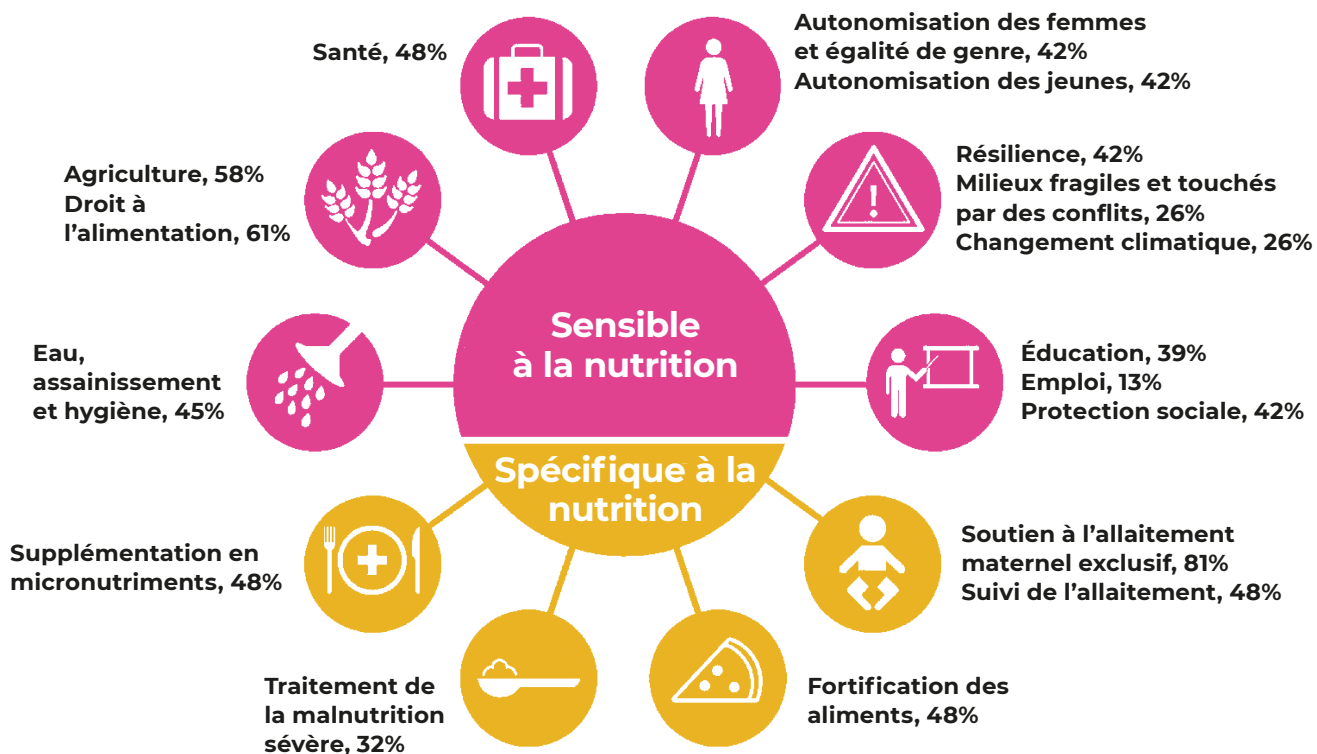 Santé, 48%
Autonomisation des femmes
et égalité de genre, 42%
Autonomisation des jeunes, 42%
Agriculture, 58%
Droit à
l’alimentation, 61%
Résilience, 42%
Milieux fragiles et touchés
par des conflits, 26%
Changement climatique, 26%
Sensible
à la nutrition
Eau,
assainissement
et hygiène, 45%
Éducation, 39%
Emploi, 13%
Protection sociale, 42%
Spécifique à la
nutrition
Supplémentation en
micronutriments, 48%
Soutien à l’allaitement
maternel exclusif, 81%
Suivi de l’allaitement, 48%
Traitement de
la malnutrition
sévère, 32%
Fortification des
aliments, 48%